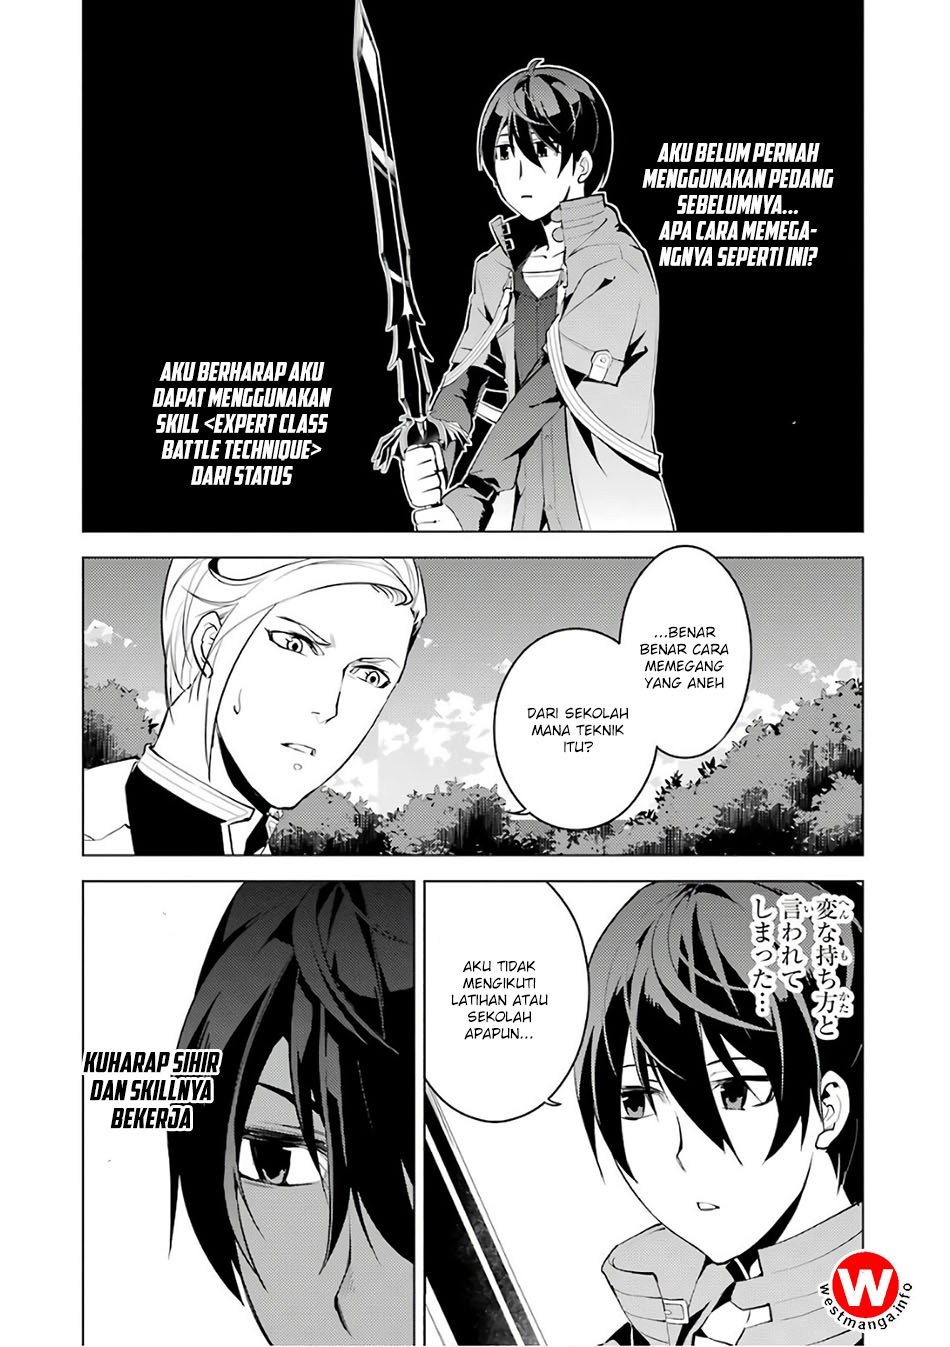 AKU BELUM PERNAH
MENGGUNAKAN PEDANG
SEBELUMNYA...
APA CARA MEMEGA-
NGNYA SEPERTI INI?
AKU BERHARAP AKU
DAPAT MENGGUNAKAN
SKILL <EXPERT CLASS
BATTLE TECHNIQUE>
DARI STATUS
...BENAR
BENAR CARA
MEMEGANG
YANG ANEH
DARI SEKOLAH
MANA TEKNIK
ITU?
変な持ち方と
言われて
しまった…
AKU TIDAK
MENGIKUTI
LATIHAN ATAU
SEKOLAH
APAPUN...
KUHARAP SIHIR
DAN SKILLNYA
BEKERJA
W
westmanga.info